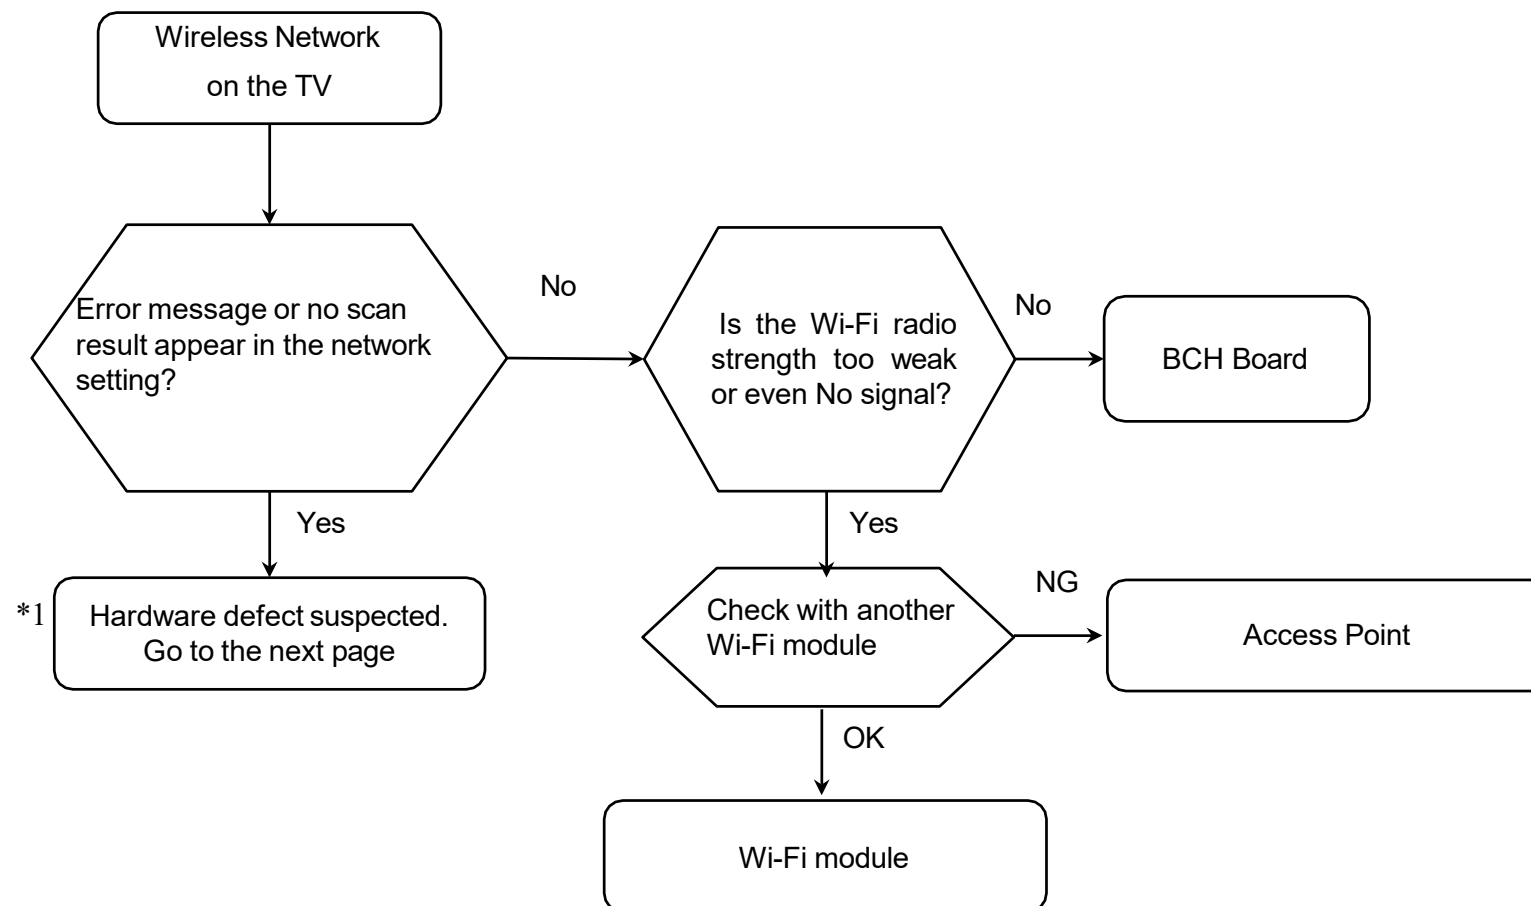 Wireless Network
on the TV
Error message or no scan
result appear in the network
setting?
No
Is the Wi-Fi radio
strength too weak
or even No signal?
No
BCH Board
Yes
*1
Hardware defect suspected.
Go to the next page
Yes
Check with another
Wi-Fi module
NG
Access Point
OK
Wi-Fi module